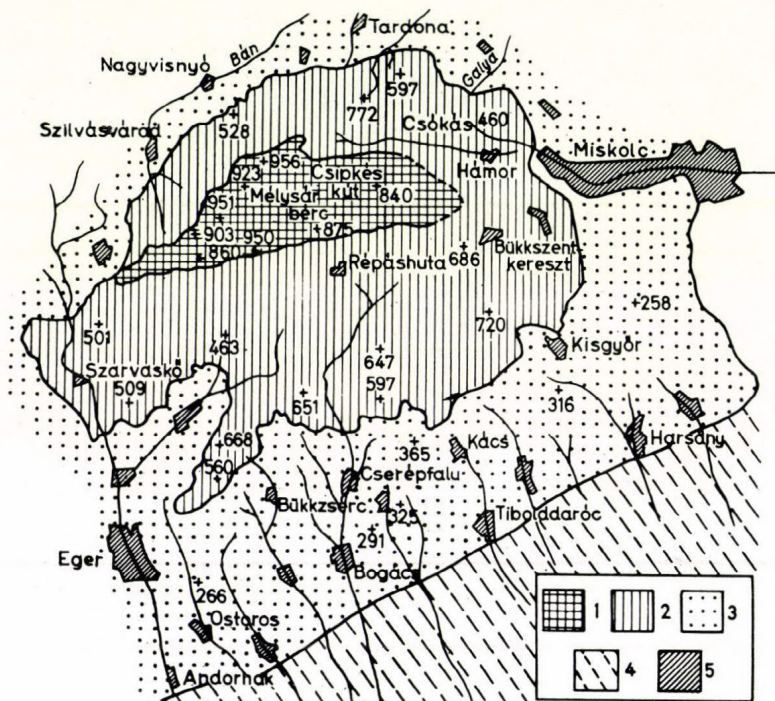 Tardona
Bán
Nagyvisnyó
Galya
597
772
528
Csókás
460
Szilvásvárad
Miskolc
956
Hámor
923
Csipkés
kút
Mélysár
bérc
840
951
875
903
950
860
686
Bükkszent-
kereszt
Répáshuta
258
720
501
463
Kisgyőr
647
Szarvaskő
597
509
651
316
668
365
Kács
Harsány
560
Cserépfalu
Bükkzsérc
325
Tibolddaróc
291
Eger
Bogács
266
Ostoros
Andornak
1
2
3
4
5